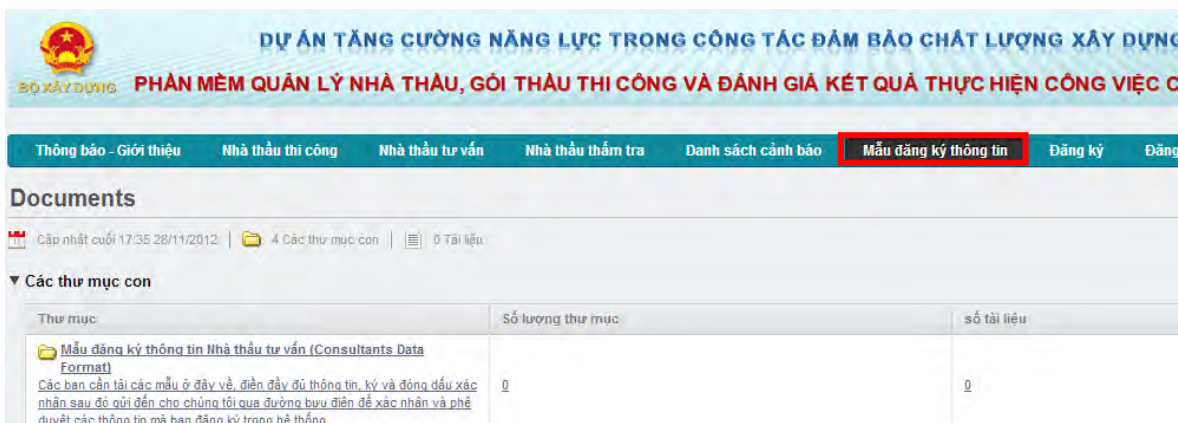 DỰ ÁN TĂNG CƯỜNG NĂNG LỰC TRONG CÔNG TÁC ĐẢM BẢO CHẤT LƯỢNG XÂY DỰNG
BỘ XÂY DỰNG
PHẦN MỀM QUẢN LÝ NHÀ THẦU, GÓI THẦU THI CÔNG VÀ ĐÁNH GIÁ KẾT QUẢ THỰC HIỆN CÔNG VIỆC C
Thông báo - Giới thiệu Nhà thầu thi công Nhà thầu tư vấn Nhà thầu thẩm tra Danh sách cảnh báo Mẫu đăng ký thông tin Đăng ký Đăng
Documents
Cập nhật cuối 17:35 28/11/2012 | 4 Các thư mục con | 0 Tài liệu
Các thư mục con
Thư mục Số lượng thư mục số tài liệu
Mẫu đăng ký thông tin Nhà thầu tư vấn (Consultants Data
Format)
Các bạn cần tải các mẫu ở đây về, điền đầy đủ thông tin, ký và đóng dấu xác
nhân sau đó gửi đến cho chúng tôi qua đường bưu điện để xác nhân và phê
duyệt các thông tin mà bạn đăng ký trong hệ thống
0 0